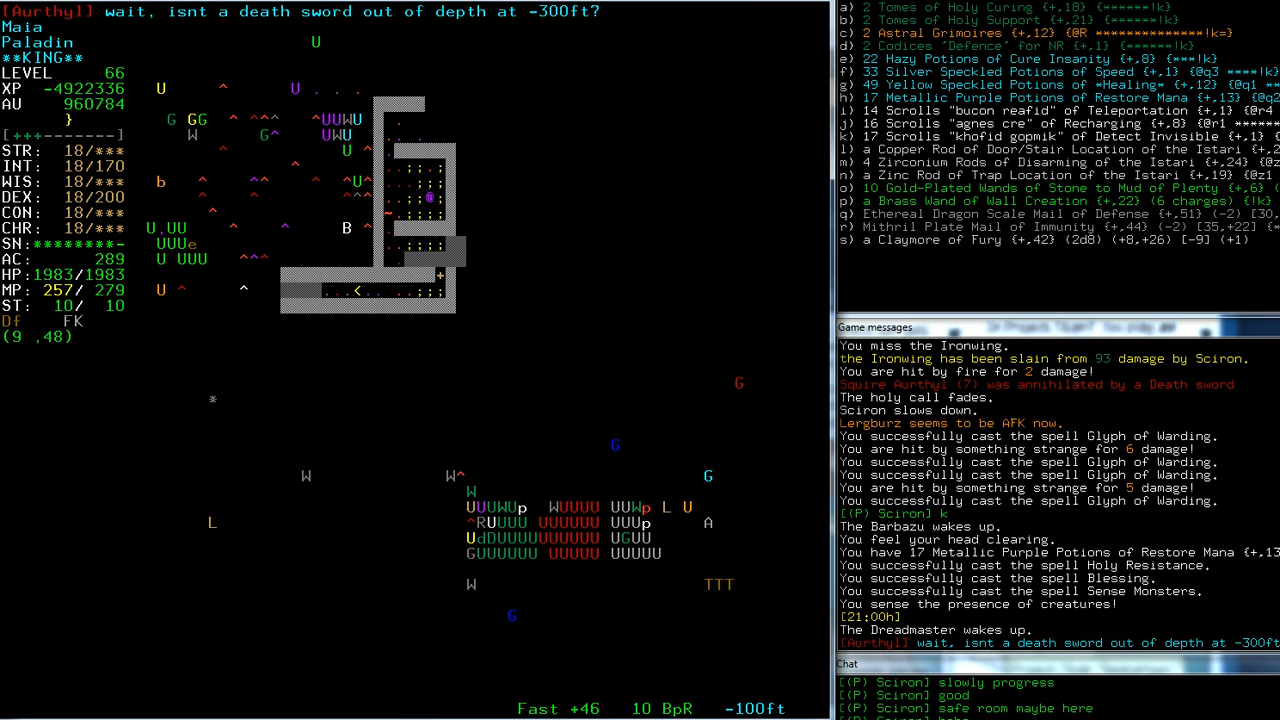 [Aurthyl] wait, isnt a death sword out of depth at -300ft?
Maia
Paladin
**KING**
LEVEL 66
XP -4922336
AU 960784
}
[+++-------]
STR: 18/***
INT: 18/170
WIS: 18/***
DEX: 18/200
CON: 18/***
CHR: 18/***
SN:********-
AC: 289
HP:1983/1983
MP: 257/ 279
ST: 10/ 10
Df FK
(9 ,48)
Fast +46 10 BpR -100ft
a) 2 Tomes of Holy Curing {+,18} {@R ******!k}
b) 2 Tomes of Holy Support {+,21} {@R ******!k}
c) 2 Astral Grimoires {+,12} {@R **************!k=}
d) 2 Codices 'Defence' for NR {+,1} {******!k}
e) 22 Hazy Potions of Cure Insanity {+,8} {***!k}
f) 33 Silver Speckled Potions of Speed {+,1} {@q3 ****!k}
g) 49 Yellow Speckled Potions of *Healing* {+,12} {@q1
h) 17 Metallic Purple Potions of Restore Mana {+,13} {@q2
i) 14 Scrolls "bucon reafid" of Teleportation {+,1} {@r4
j) 16 Scrolls "agnes cre" of Recharging {+,8} {@r1 ******
k) 17 Scrolls "khofid gopmik" of Detect Invisible {+,1} {
l) a Copper Rod of Door/Stair Location of the Istari {+,2
m) 4 Zirconium Rods of Disarming of the Istari {+,24} {@z
n) a Zinc Rod of Trap Location of the Istari {+,19} {@z1
o) 10 Gold-Plated Wands of Stone to Mud of Plenty {+,6} (
p) a Brass Wand of Wall Creation {+,22} (6 charges) {!k}
q) Ethereal Dragon Scale Mail of Defense {+,51} (-2) [30,
r) Mithril Plate Mail of Immunity {+,44} (-2) [35,+22] {
s) a Claymore of Fury {+,42} (2d8) (+8,+26) [-9] (+1)
Game messages
You miss the Ironwing.
the Ironwing has been slain from 93 damage by Sciron.
You are hit by fire for 2 damage!
Squire Aurthyl (7) was annihilated by a Death sword
The holy call fades.
Sciron slows down.
Lergburz seems to be AFK now.
You successfully cast the spell Glyph of Warding.
You are hit by something strange for 6 damage!
You successfully cast the spell Glyph of Warding.
You successfully cast the spell Glyph of Warding.
You are hit by something strange for 5 damage!
You successfully cast the spell Glyph of Warding.
[(P) Sciron] k
The Barbazu wakes up.
You feel your head clearing.
You have 17 Metallic Purple Potions of Restore Mana {+,13
You successfully cast the spell Holy Resistance.
You successfully cast the spell Blessing.
You successfully cast the spell Sense Monsters.
You sense the presence of creatures!
[21:00h]
The Dreadmaster wakes up.
[Aurthyl] wait, isnt a death sword out of depth at -300ft
Chat
[(P) Sciron] slowly progress
[(P) Sciron] good
[(P) Sciron] safe room maybe here